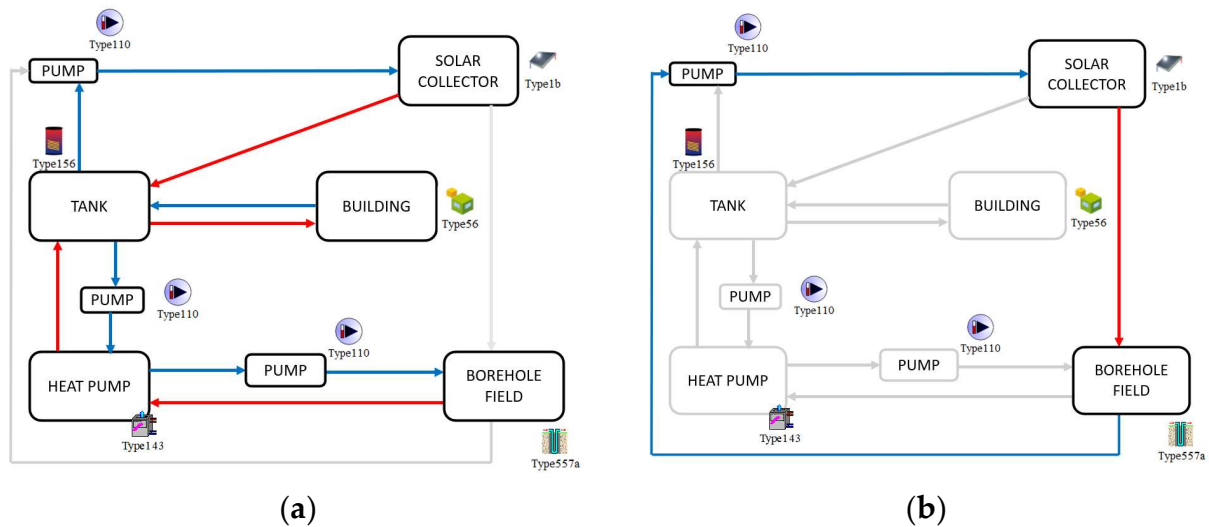 Type110
PUMP
SOLAR
COLLECTOR
Type1b
Type156
TANK
BUILDING
Type56
PUMP
Type110
Type110
HEAT PUMP
PUMP
BOREHOLE
FIELD
Type143
Type557a
(a)
Type110
PUMP
SOLAR
COLLECTOR
Type1b
Type156
TANK
BUILDING
Type56
PUMP
Type110
Type110
HEAT PUMP
PUMP
BOREHOLE
FIELD
Type143
Type557a
(b)